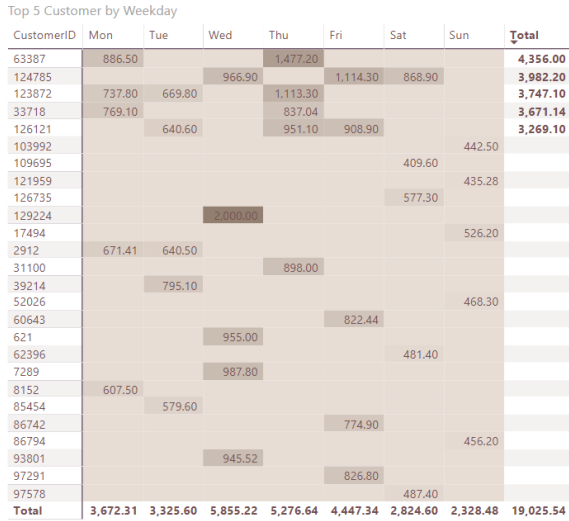 Top 5 Customer by Weekday
CustomerID Mon Tue Wed Thu Fri Sat Sun Total
63387 886.50 1,477.20 4,356.00
124785 966.90 1,114.30 868.90 3,982.20
123872 737.80 669.80 1,113.30 3,747.10
33718 769.10 837.04 3,671.14
126121 640.60 951.10 908.90 3,269.10
103992 442.50
109695 409.60
121959 435.28
126735 577.30
129224 2,000.00
17494 526.20
2912 671.41 640.50
31100 898.00
39214 795.10
52026 468.30
60643 822.44
621 955.00
62396 481.40
7289 987.80
8152 607.50
85454 579.60
86742 774.90
86794 456.20
93801 945.52
97291 826.80
97578 487.40
Total 3,672.31 3,325.60 5,855.22 5,276.64 4,447.34 2,824.60 2,328.48 19,025.54